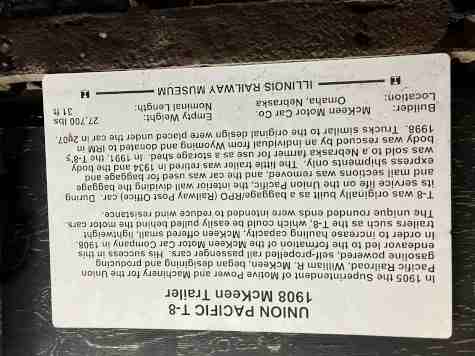 UNION PACIFIC T-8
1908 McKeen Trailer
In 1905 the Superintendent of Motive Power and Machinery for the Union
Pacific Railroad, William R. McKeen, began designing and producing
gasoline powered, self-propelled rail passenger cars. His success in this
endeavor led to the formation of the McKeen Motor Car Company in 1908.
In order to increase hauling capacity, McKeen offered small, lightweight
trailers such as the T-8, which could be easily pulled behind the motor cars.
The unique rounded ends were intended to reduce wind resistance.
T-8 was originally built as a baggage/RPO (Railway Post Office) car. During
its service life on the Union Pacific, the interior wall dividing the baggage
and mail sections was removed, and the car was used for baggage and
express shipments only. The little trailer was retired in 1934 and the body
was sold to a Nebraska farmer for use as a storage shed. In 1991, the T-8's
body was rescued by an individual from Wyoming and donated to IRM in
1998. Trucks similar to the original design were placed under the car in 2007.
Builder: McKeen Motor Car Co. Empty Weight: 27,700 lbs
Location: Omaha, Nebraska Nominal Length: 31 ft
ILLINOIS RAILWAY MUSEUM